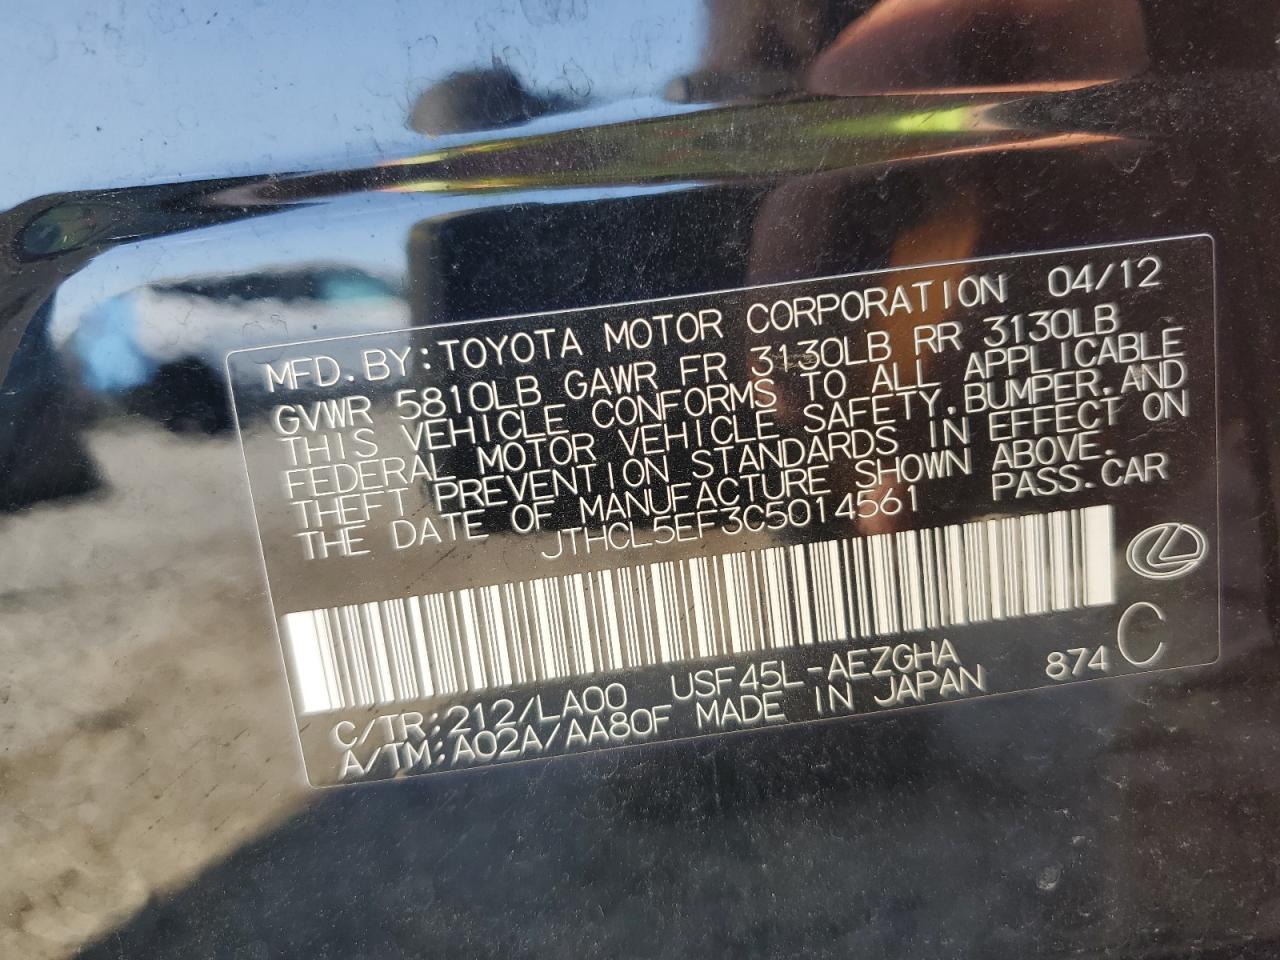 MFD. BY: TOYOTA MOTOR CORPORATION 04/12
GVWR 5810LB GAWR FR 3130LB RR 3130LB
THIS VEHICLE CONFORMS TO ALL APPLICABLE
FEDERAL MOTOR VEHICLE SAFETY, BUMPER, AND
THEFT PREVENTION STANDARDS IN EFFECT ON
THE DATE OF MANUFACTURE SHOWN ABOVE.
JTHCL5EF3C5014561 PASS. CAR
C/TR: 212/LA00 USF45L-AEZGHA 874 C
A/TM: A02A/AA80F MADE IN JAPAN